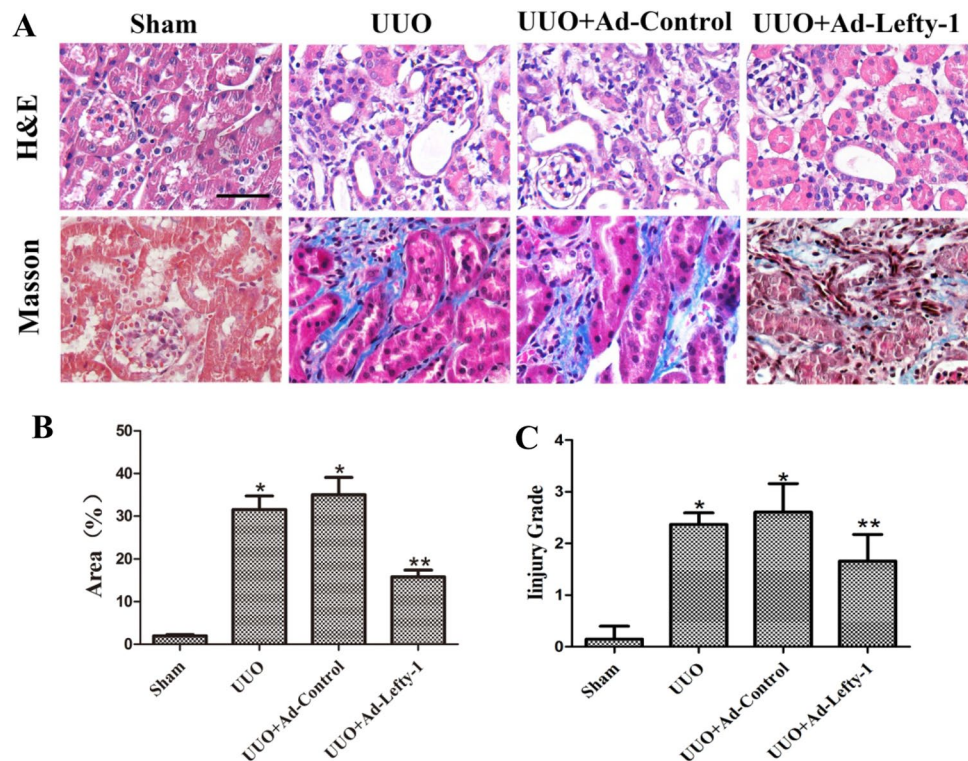 A
Sham
UUO
UUO+Ad-Control
UUO+Ad-Lefty-1
H&E
Masson
B
50
40
30
20
10
0
Area (%)
*
*
**
Sham
UUO
UUO+Ad-Control
UUO+Ad-Lefty-1
C
4
3
2
1
0
Iinjury Grade
*
*
**
Sham
UUO
UUO+Ad-Control
UUO+Ad-Lefty-1